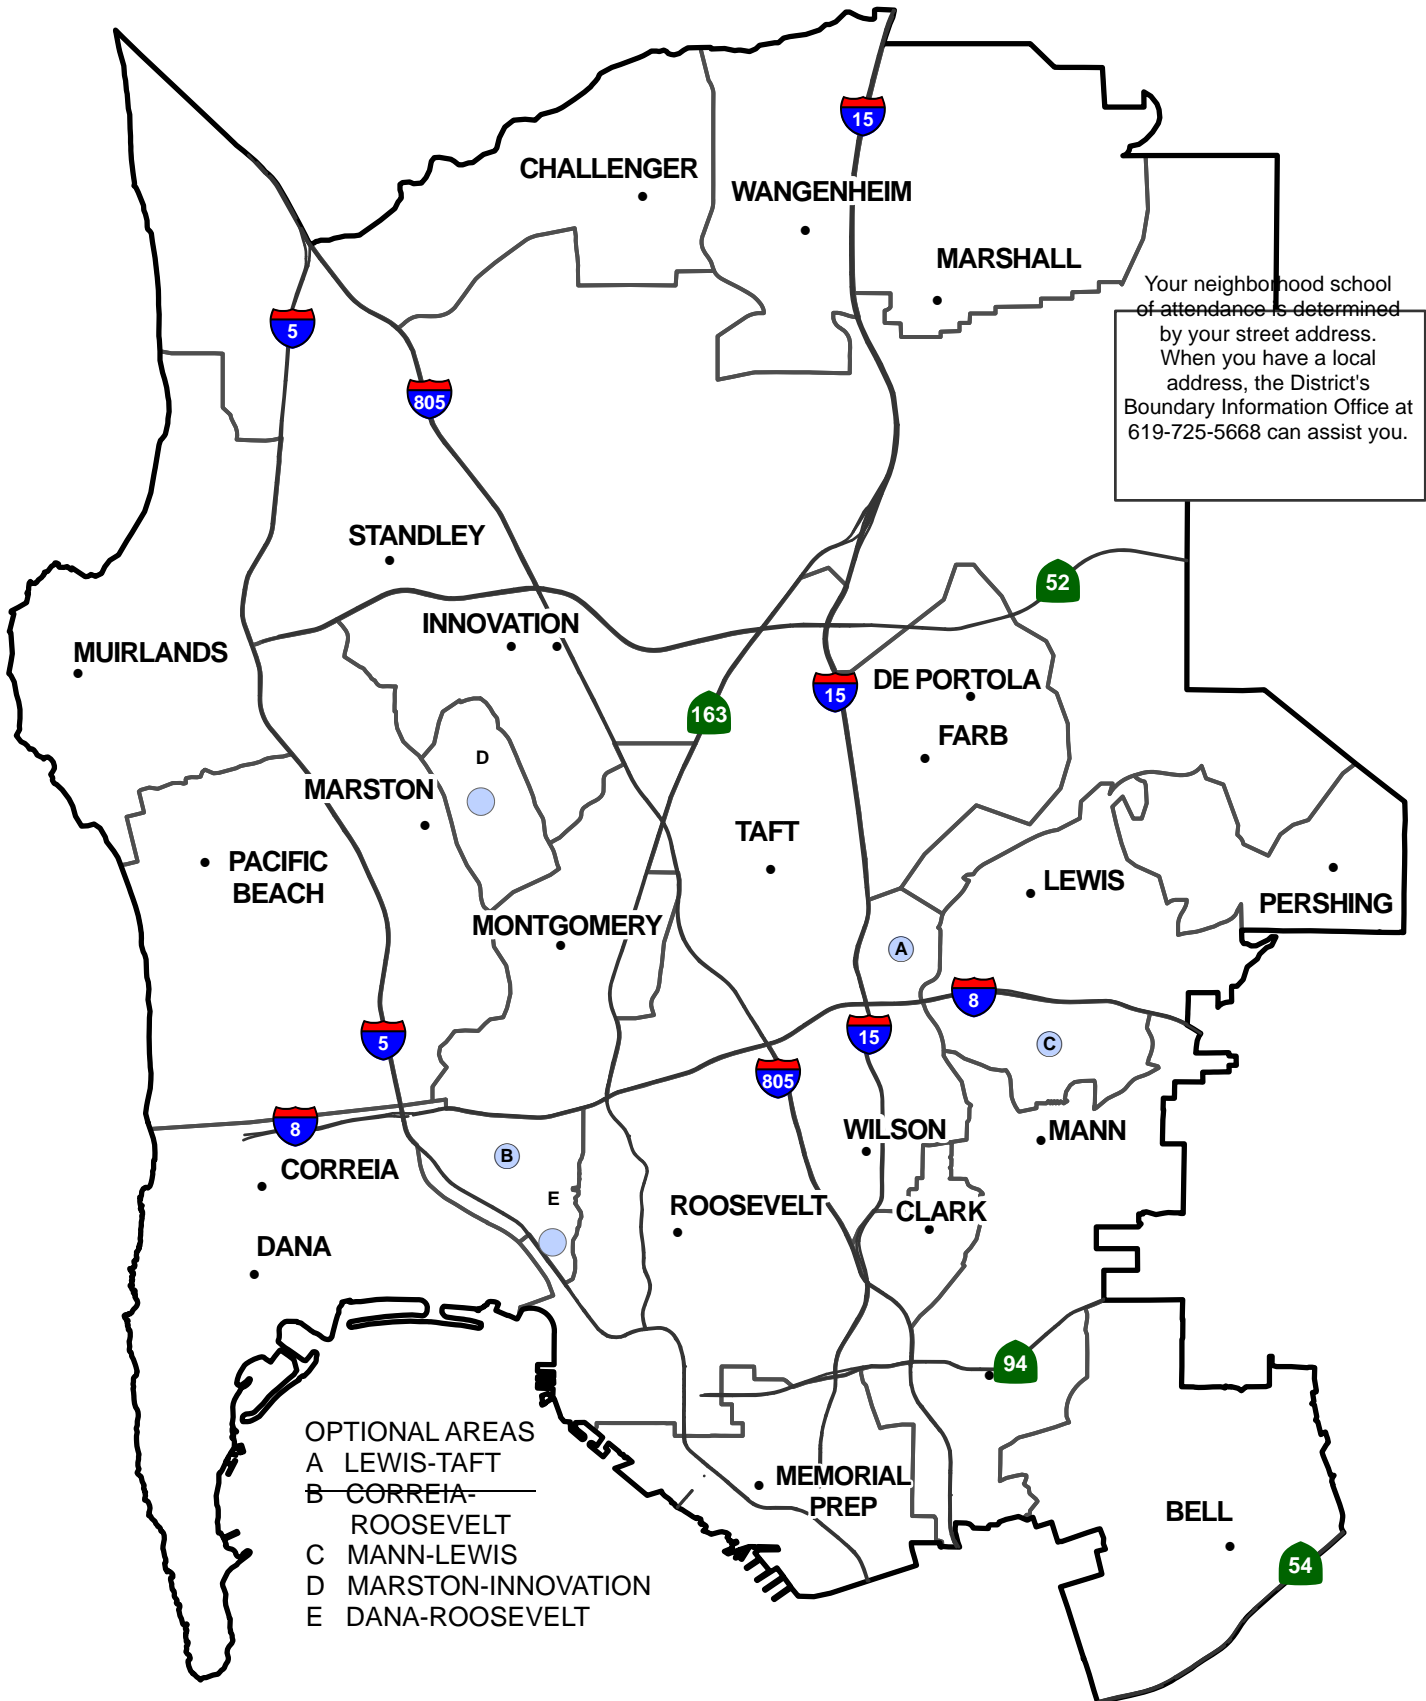 15
CHALLENGER
WANGENHEIM
MARSHALL
Your neighborhood school
of attendance is determined
by your street address.
When you have a local
address, the District's
Boundary Information Office at
619-725-5668 can assist you.
5
805
STANDLEY
52
INNOVATION
MUIRLANDS
DE PORTOLA
15
163
FARB
D
MARSTON
TAFT
PACIFIC
BEACH
LEWIS
PERSHING
MONTGOMERY
A
8
15
5
C
805
8
WILSON
MANN
B
CORREIA
E
ROOSEVELT
CLARK
DANA
94
OPTIONAL AREAS
A LEWIS-TAFT
B CORREIA-
ROOSEVELT
C MANN-LEWIS
D MARSTON-INNOVATION
E DANA-ROOSEVELT
MEMORIAL
PREP
BELL
54